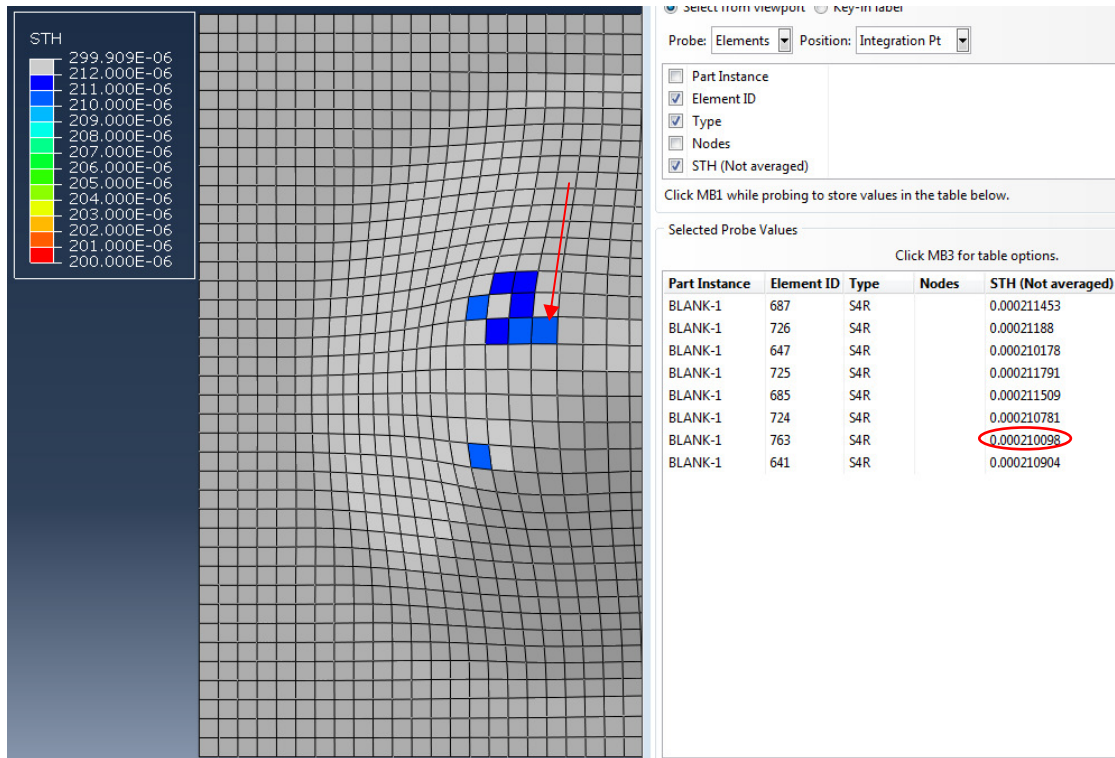 STH
299.909E-06
212.000E-06
211.000E-06
210.000E-06
209.000E-06
208.000E-06
207.000E-06
206.000E-06
205.000E-06
204.000E-06
203.000E-06
202.000E-06
201.000E-06
200.000E-06
Select from viewport Key-in label
Probe: Elements Position: Integration Pt
Part Instance
Element ID
Type
Nodes
STH (Not averaged)
Click MB1 while probing to store values in the table below.
Selected Probe Values
Click MB3 for table options.
Part Instance Element ID Type Nodes STH (Not averaged)
BLANK-1 687 S4R 0.000211453
BLANK-1 726 S4R 0.00021188
BLANK-1 647 S4R 0.000210178
BLANK-1 725 S4R 0.000211791
BLANK-1 685 S4R 0.000211509
BLANK-1 724 S4R 0.000210781
BLANK-1 763 S4R 0.000210098
BLANK-1 641 S4R 0.000210904